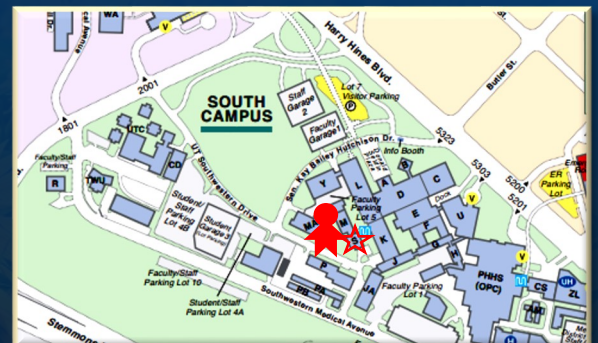 WA
V
Harry Hines Blvd.
St.
Butler St.
2001
1801
SOUTH
CAMPUS
Staff
Garage
2
Lot 7
Visitor Parking
P
Faculty
Garage1
UTC
CD
UT Southwestern Drive
Sen. Kay Bailey Hutchison Dr.
Info Booth
5323
5303
5200
5201
ER
Parking
Lot
Faculty/Staff
Parking
R
TWU
Student/
Staff
Parking
Lot 4B
Student
Garage 3
Y
L
A
D
C
B
Dock
V
Faculty
Parking
Lot 5
MA
M
S
F
E
U
K
G
H
J
V
P
PB
PA
JA
Faculty Parking
Lot 1
PHHS
(OPC)
CS
UH
ZL
Faculty/Staff
Parking Lot 10
Student/Staff
Parking Lot 4A
Southwestern Medical Avenue
Stemmons